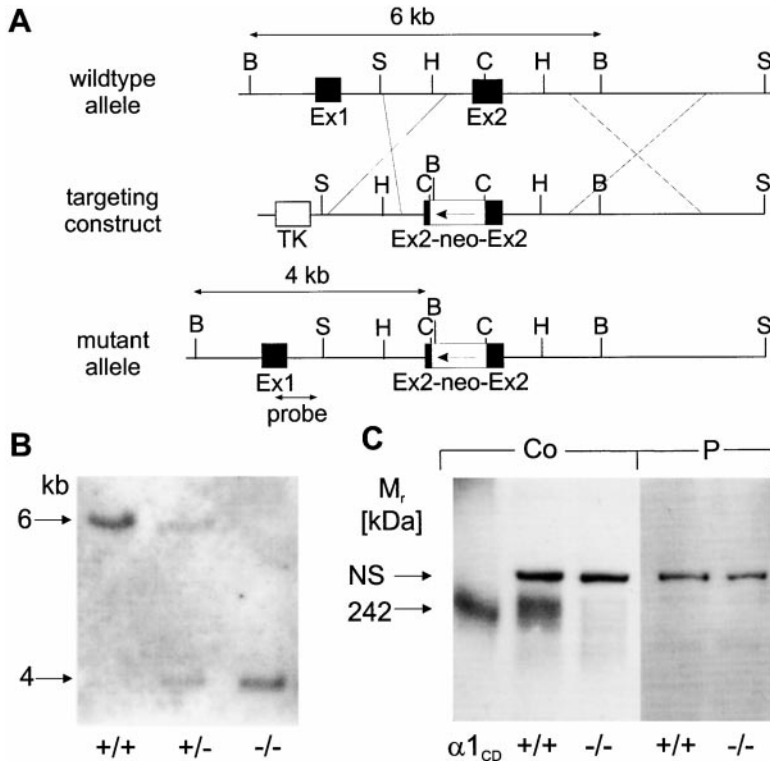 A
6 kb
B S H C H B S
wildtype allele
Ex1 Ex2
B
S H C C H B S
targeting construct
TK Ex2-neo-Ex2
4 kb
B
B S H C C H B S
mutant allele
Ex1 Ex2-neo-Ex2
probe
B
kb
6
4
+/+ +/- -/-
C
Co P
Mr
[kDa]
NS
242
α1CD +/+ -/- +/+ -/-